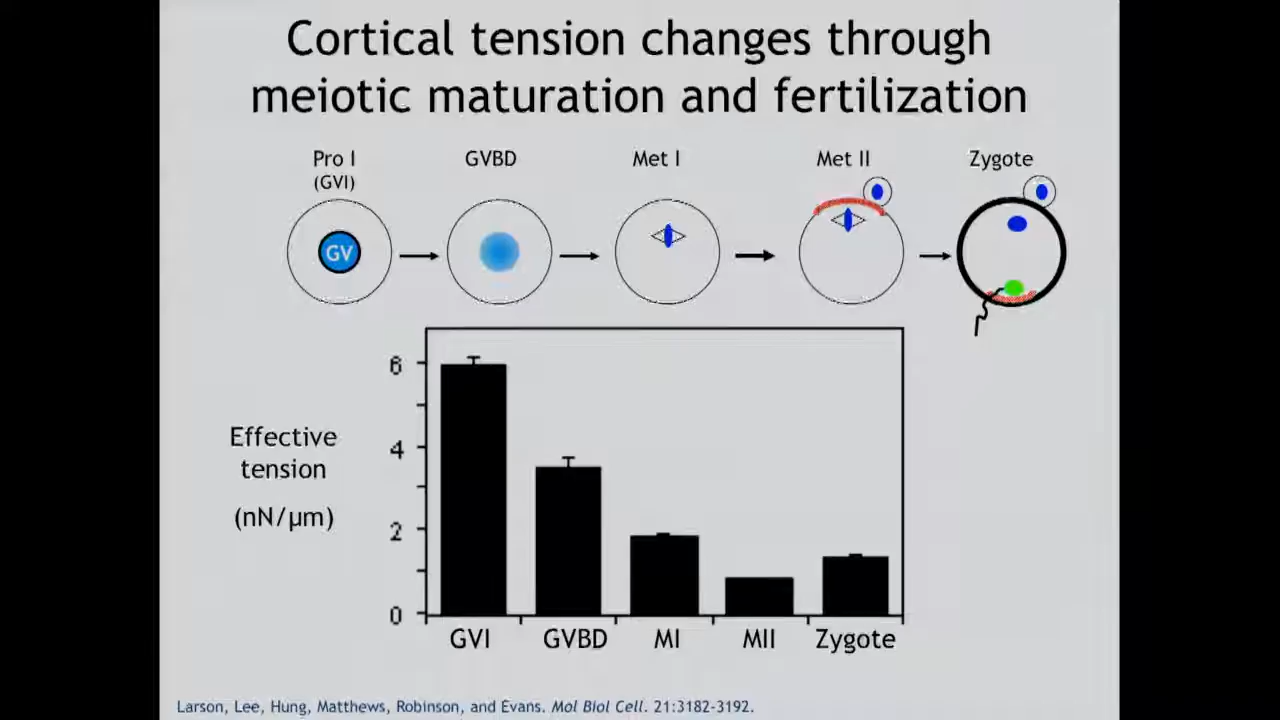 Cortical tension changes through
meiotic maturation and fertilization
Pro I
(GVI)
GVBD
Met I
Met II
Zygote
GV
6
4
2
0
Effective
tension
(nN/µm)
GVI
GVBD
MI
MII
Zygote
Larson, Lee, Hung, Matthews, Robinson, and Evans. Mol Biol Cell. 21:3182-3192.